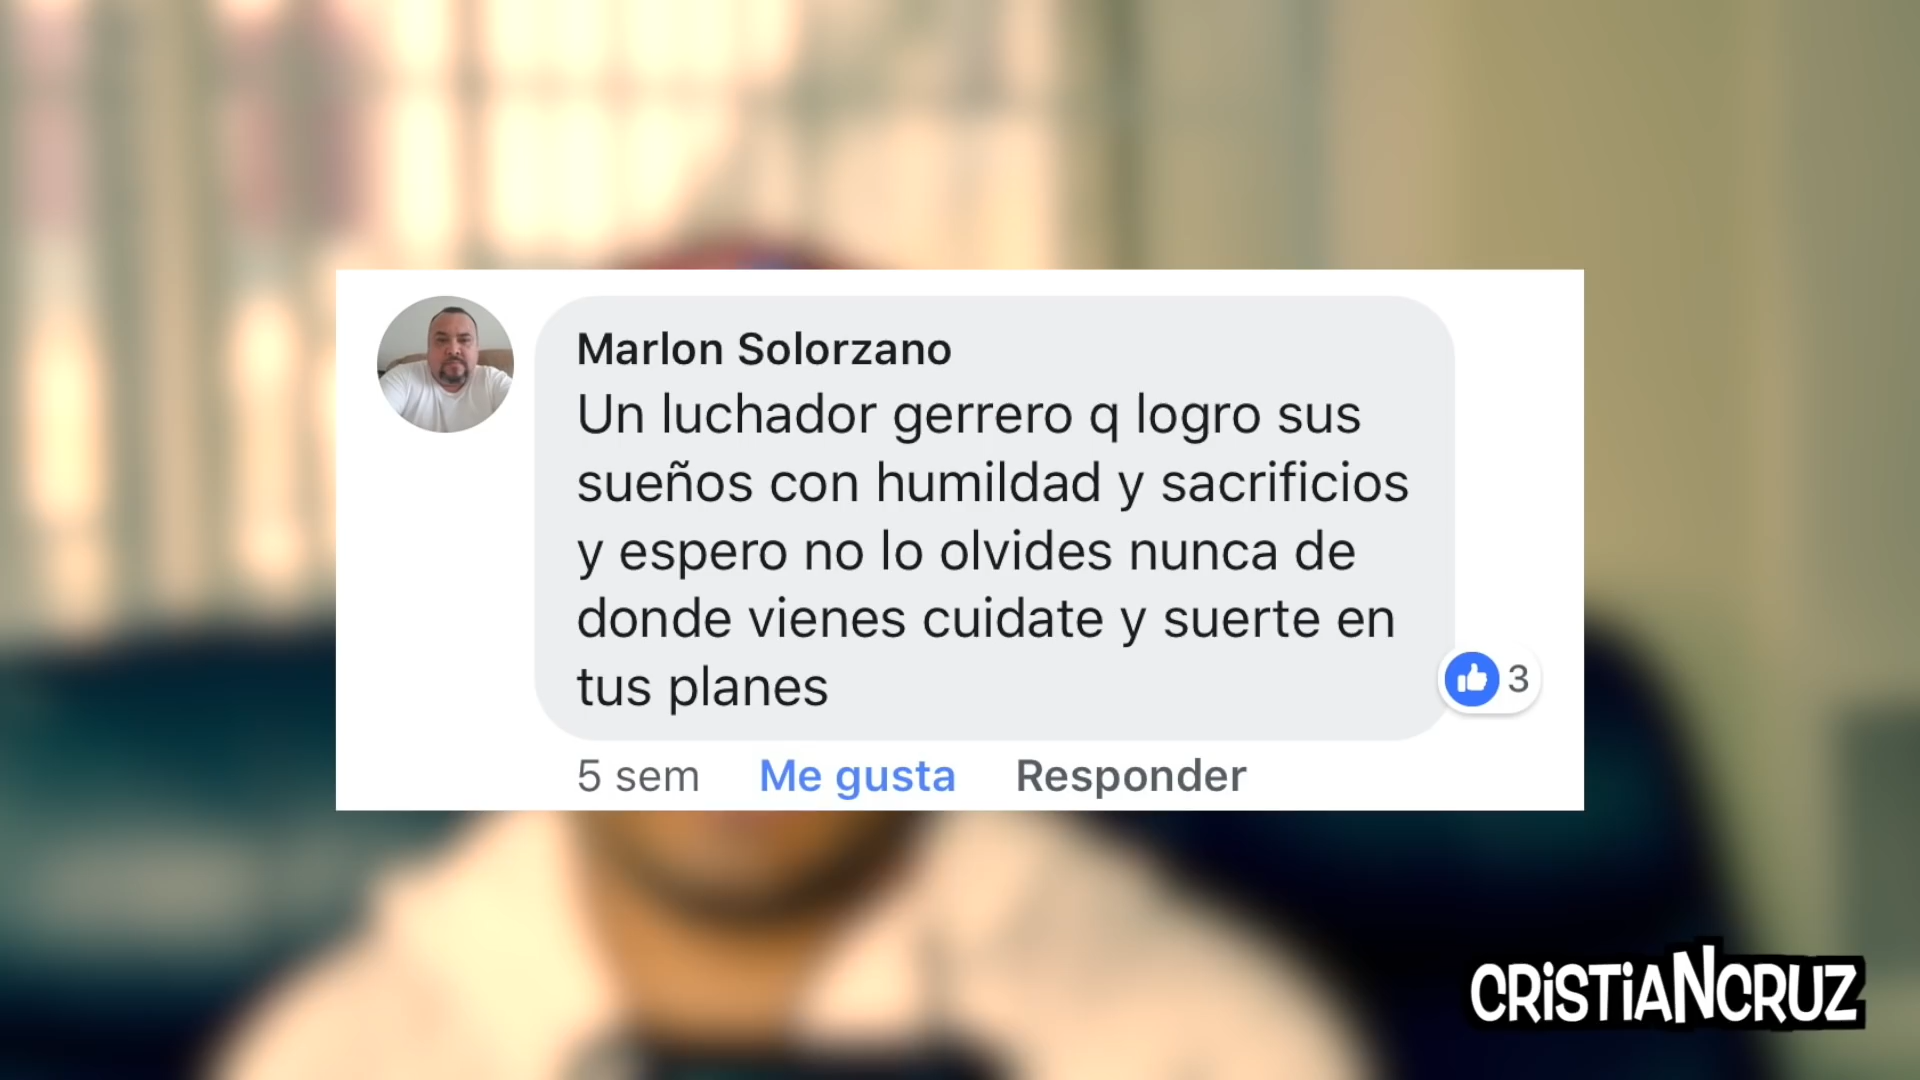 Marlon Solorzano
Un luchador gerrero q logro sus
sueños con humildad y sacrificios
y espero no lo olvides nunca de
donde vienes cuidate y suerte en
tus planes
3
5 sem Me gusta Responder
CRiSTiANCRUZ